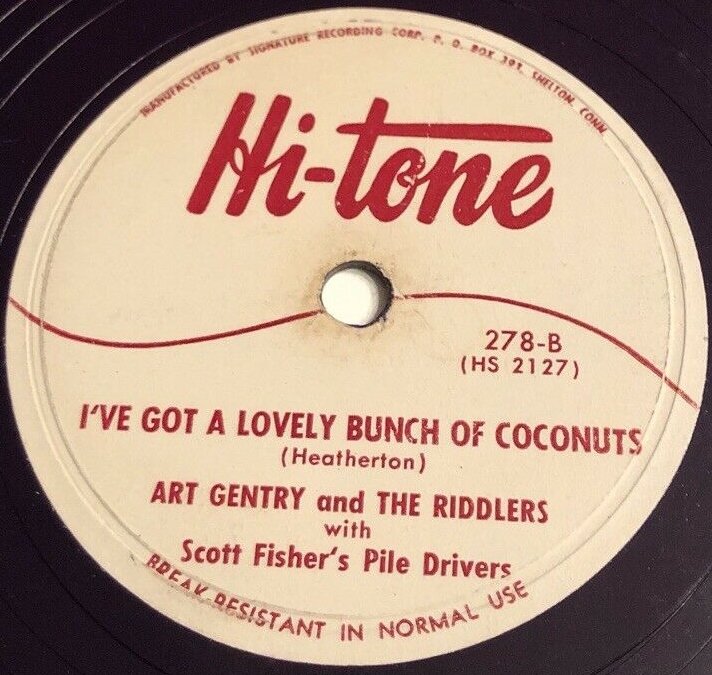 MANUFACTURED BY SIGNATURE RECORDING CORP. P. O. BOX 397, SHELTON, CONN.
Hi-tone
278-B
(HS 2127)
I'VE GOT A LOVELY BUNCH OF COCONUTS
(Heatherton)
ART GENTRY and THE RIDDLERS
with
Scott Fisher's Pile Drivers
BREAK RESISTANT IN NORMAL USE